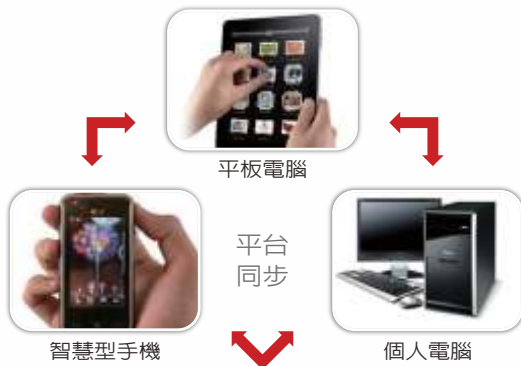 平板電腦
平台
同步
智慧型手機
個人電腦